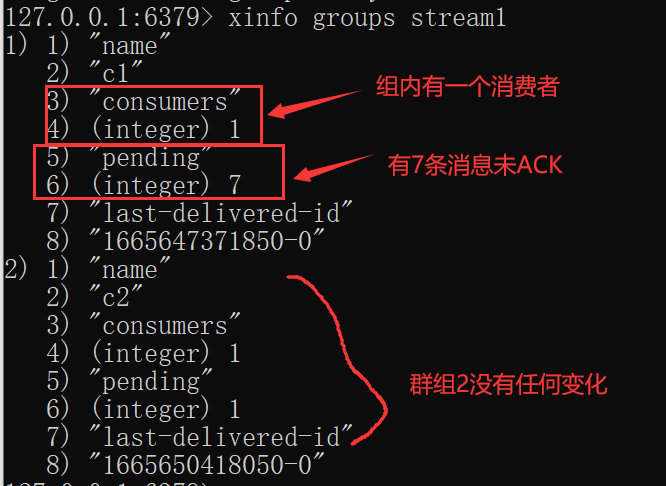 127.0.0.1:6379> xinfo groups stream1
1) 1) "name"
2) "c1"
3) "consumers"
4) (integer) 1
组内有一个消费者
5) "pending"
6) (integer) 7
有7条消息未ACK
7) "last-delivered-id"
8) "1665647371850-0"
2) 1) "name"
2) "c2"
3) "consumers"
4) (integer) 1
5) "pending"
6) (integer) 1
群组2没有任何变化
7) "last-delivered-id"
8) "1665650418050-0"